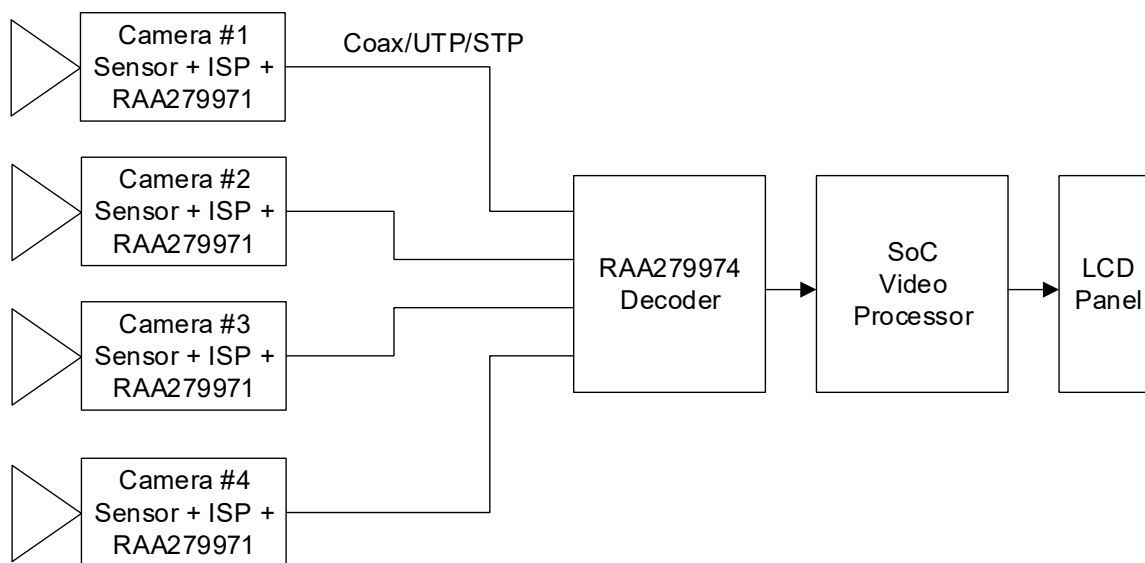 Camera #1
Sensor + ISP +
RAA279971
Coax/UTP/STP
Camera #2
Sensor + ISP +
RAA279971
Camera #3
Sensor + ISP +
RAA279971
Camera #4
Sensor + ISP +
RAA279971
RAA279974
Decoder
SoC
Video
Processor
LCD
Panel